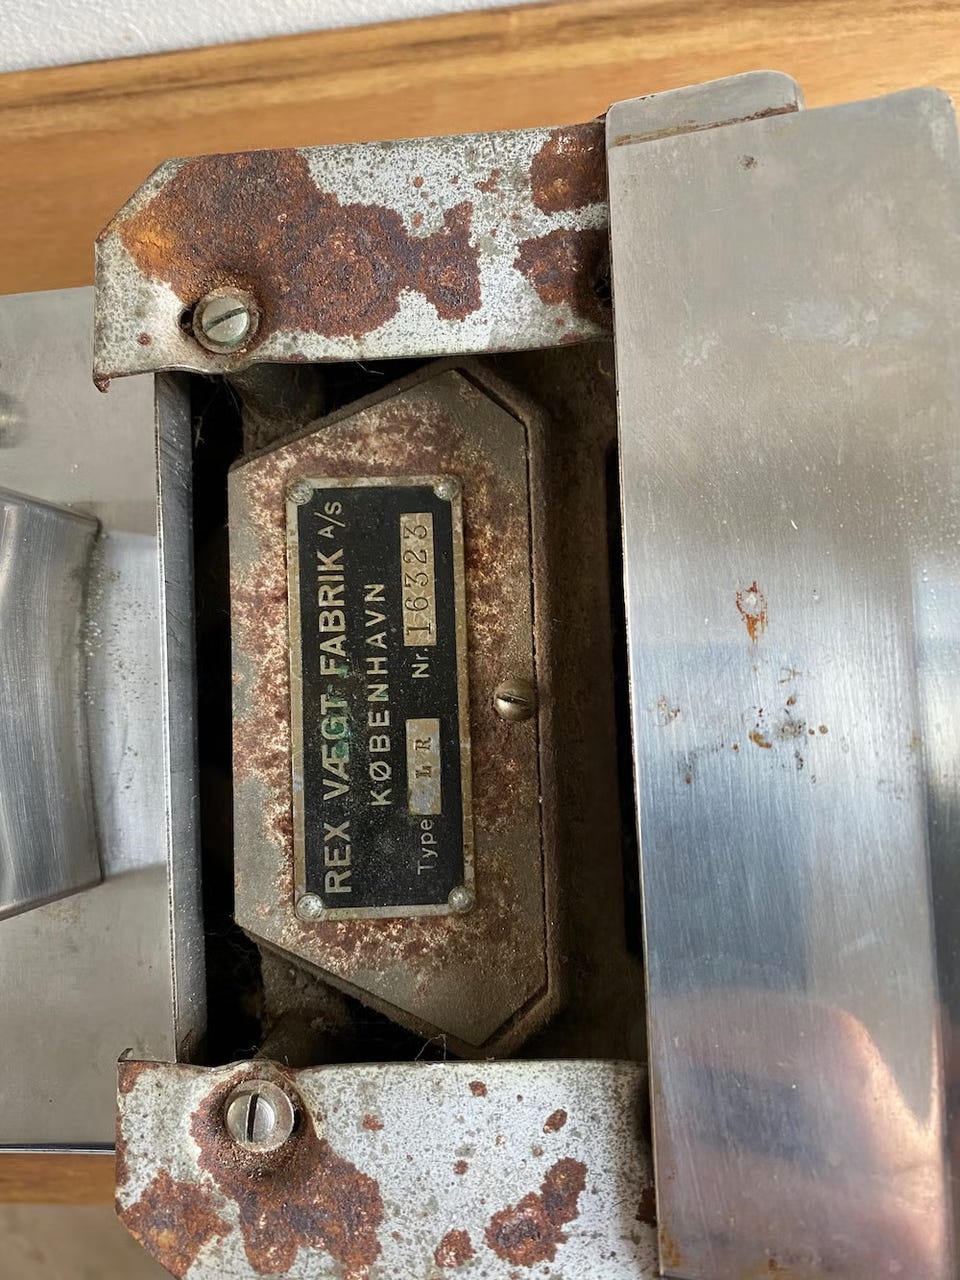 REX VÆGT FABRIK A/S
KØBENHAVN
Type LR Nr. 16323